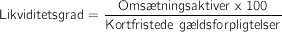 Likviditetsgrad = Omsætningsaktiver x 100
Kortfristede gældsforpligtelser